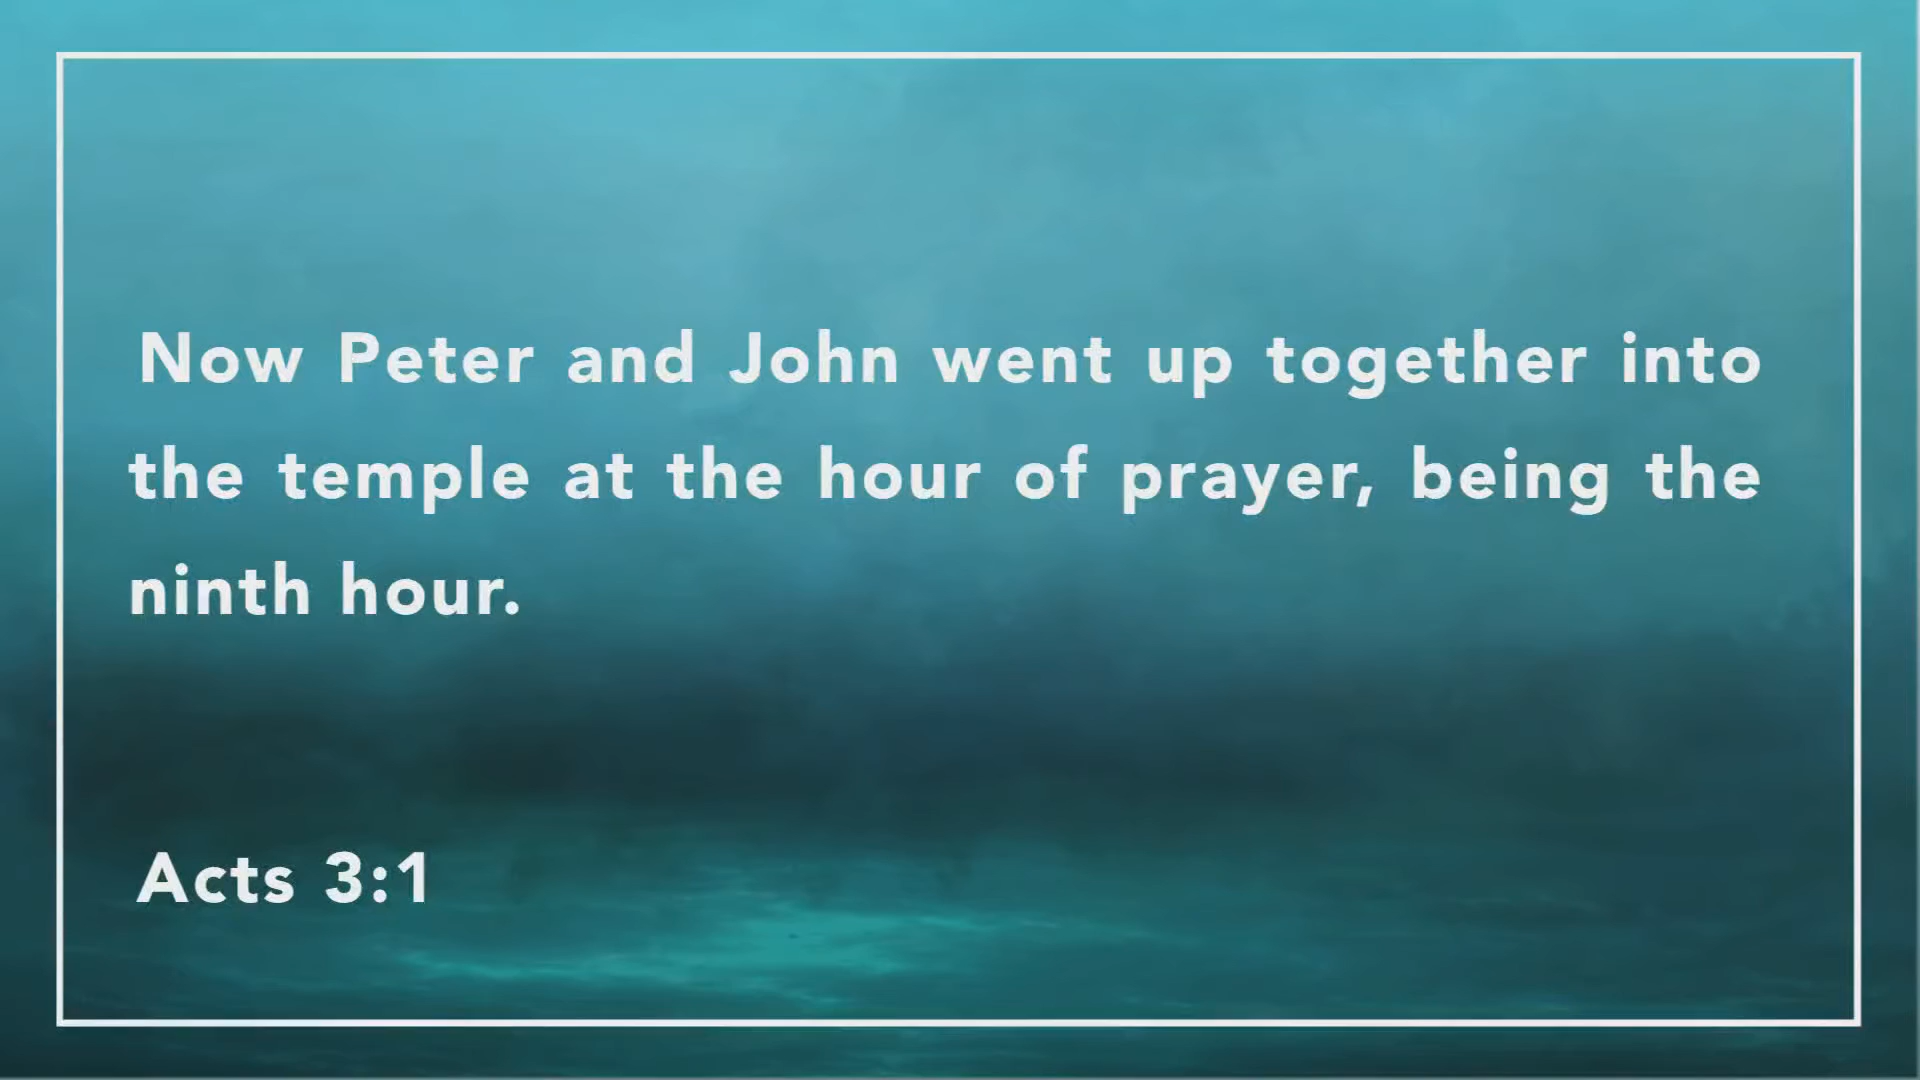 Now Peter and John went up together into
the temple at the hour of prayer, being the
ninth hour.
Acts 3:1